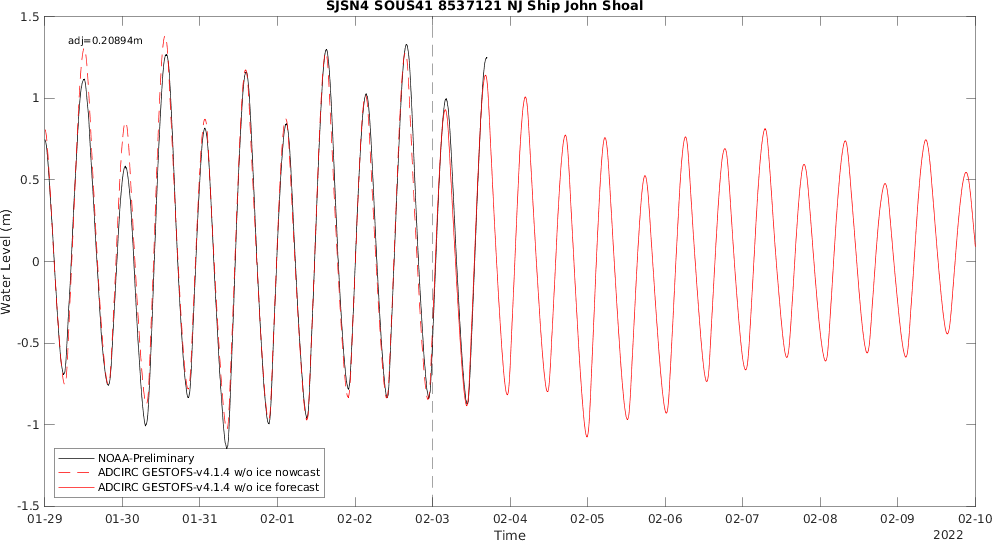 SJSN4 SOUS41 8537121 NJ Ship John Shoal
adj=0.20894m
Water Level (m)
1.5
1
0.5
0
-0.5
-1
-1.5
NOAA-Preliminary
ADCIRC GESTOFS-v4.1.4 w/o ice nowcast
ADCIRC GESTOFS-v4.1.4 w/o ice forecast
01-29 01-30 01-31 02-01 02-02 02-03 02-04 02-05 02-06 02-07 02-08 02-09 02-10
Time
2022